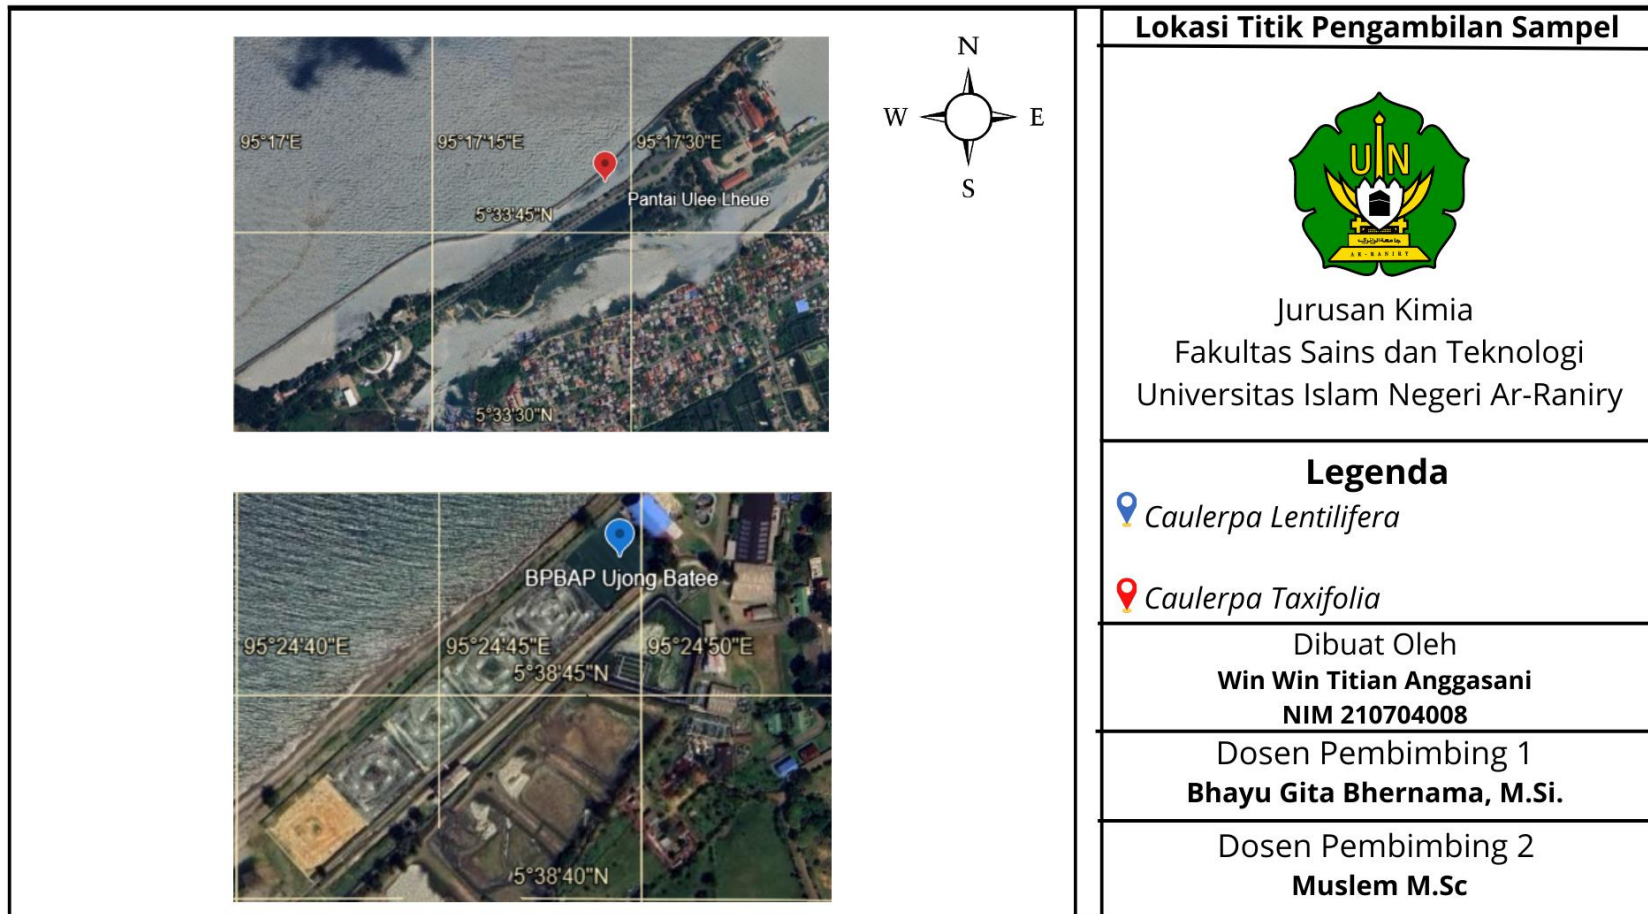 95°17'E
95°17'15"E
95°17'30"E
Pantai Ulee Lheue
5°33'45"N
5°33'30"N
N
W
E
S
BPBAP Ujong Batee
95°24'40"E
95°24'45"E
95°24'50"E
5°38'45"N
5°38'40"N
Lokasi Titik Pengambilan Sampel
UIN
جامعة الرانيري
AR-RANIRY
Jurusan Kimia
Fakultas Sains dan Teknologi
Universitas Islam Negeri Ar-Raniry
Legenda
Caulerpa Lentilifera
Caulerpa Taxifolia
Dibuat Oleh
Win Win Titian Anggasani
NIM 210704008
Dosen Pembimbing 1
Bhayu Gita Bhernama, M.Si.
Dosen Pembimbing 2
Muslem M.Sc